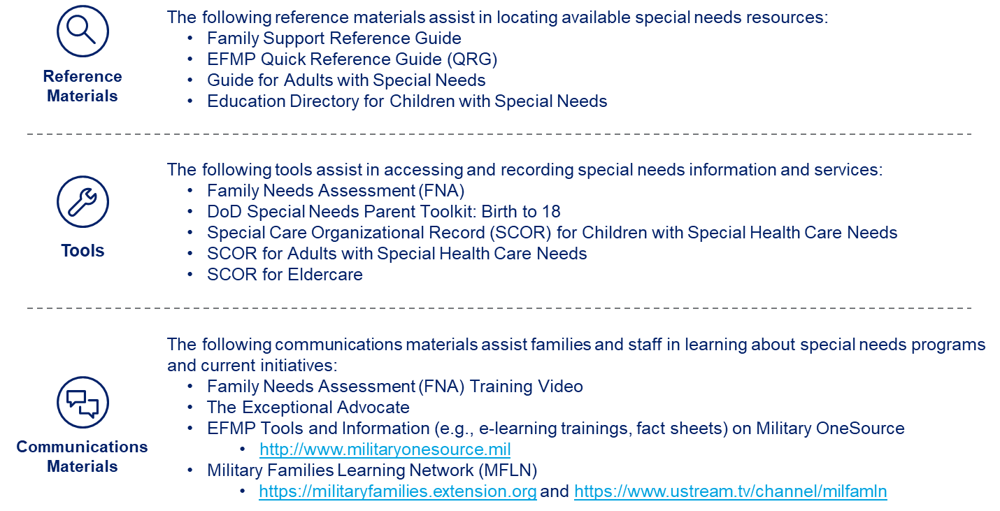 The following reference materials assist in locating available special needs resources:
• Family Support Reference Guide
• EFMP Quick Reference Guide (QRG)
• Guide for Adults with Special Needs
• Education Directory for Children with Special Needs
Reference
Materials
The following tools assist in accessing and recording special needs information and services:
• Family Needs Assessment (FNA)
• DoD Special Needs Parent Toolkit: Birth to 18
• Special Care Organizational Record (SCOR) for Children with Special Health Care Needs
• SCOR for Adults with Special Health Care Needs
• SCOR for Eldercare
Tools
The following communications materials assist families and staff in learning about special needs programs
and current initiatives:
• Family Needs Assessment (FNA) Training Video
• The Exceptional Advocate
• EFMP Tools and Information (e.g., e-learning trainings, fact sheets) on Military OneSource
• http://www.militaryonesource.mil
• Military Families Learning Network (MFLN)
• https://militaryfamilies.extension.org and https://www.ustream.tv/channel/milfamln
Communications
Materials